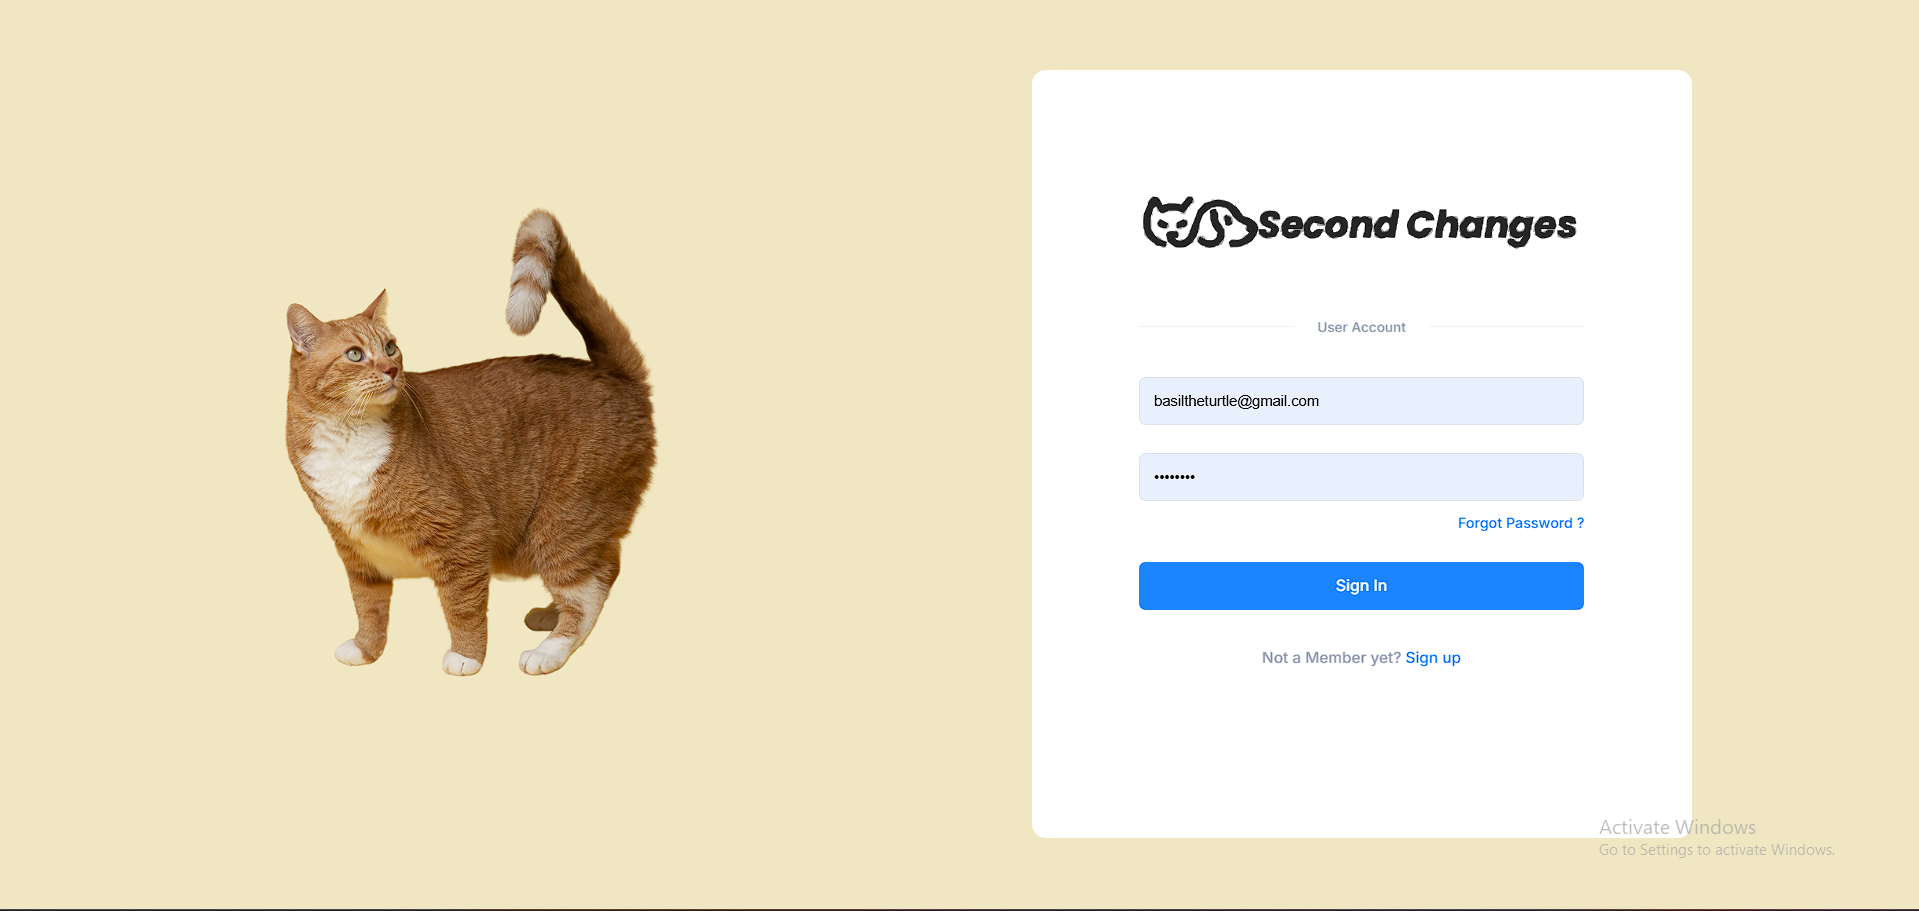 Second Changes
User Account
basiltheturtle@gmail.com
••••••••
Forgot Password ?
Sign In
Not a Member yet? Sign up
Activate Windows
Go to Settings to activate Windows.